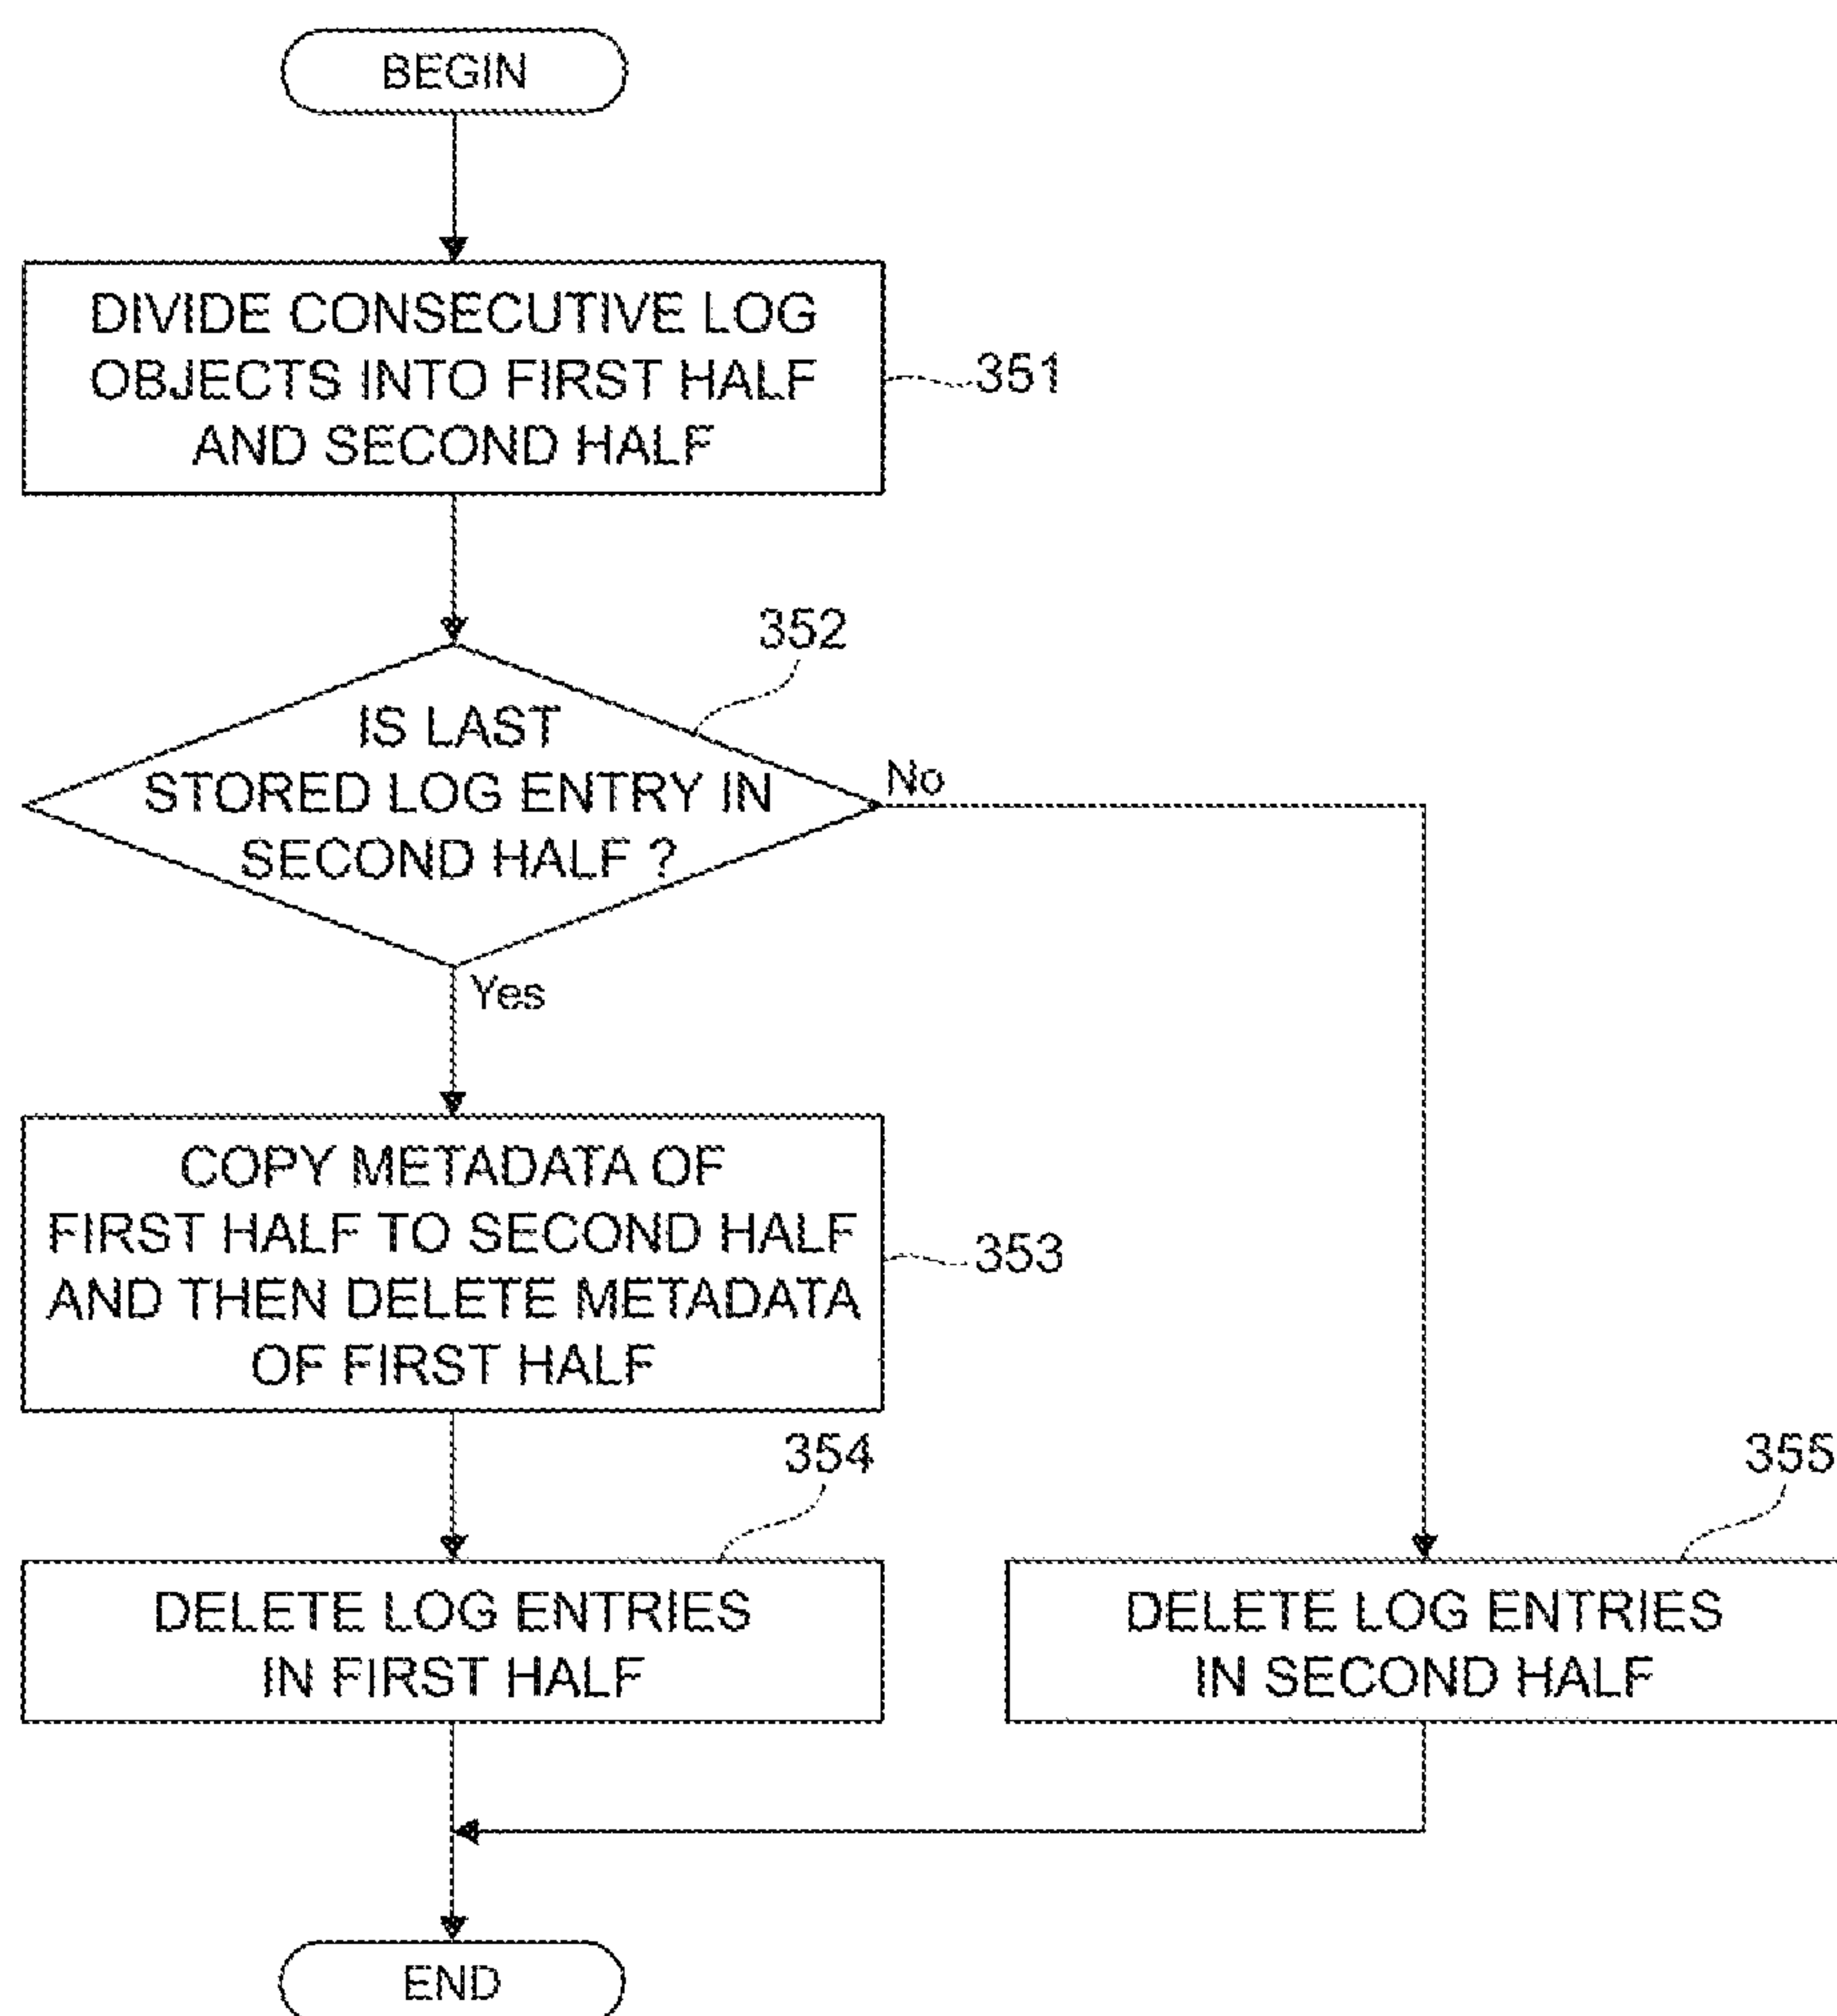 BEGIN
DIVIDE CONSECUTIVE LOG
OBJECTS INTO FIRST HALF
AND SECOND HALF
351
352
IS LAST
STORED LOG ENTRY IN
SECOND HALF ?
No
Yes
COPY METADATA OF
FIRST HALF TO SECOND HALF
AND THEN DELETE METADATA
OF FIRST HALF
353
354
355
DELETE LOG ENTRIES
IN FIRST HALF
DELETE LOG ENTRIES
IN SECOND HALF
END